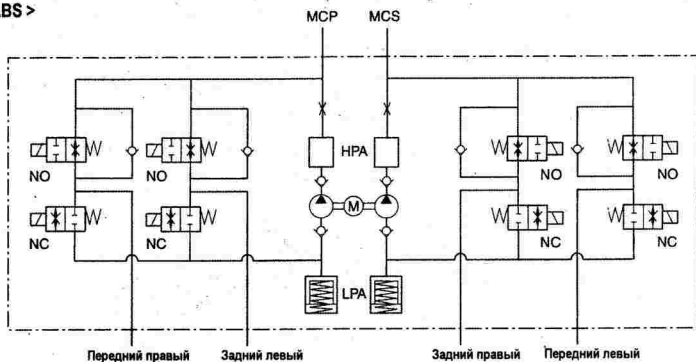 ABS >
MCP MCS
HPA
NO NO NO NO
M
NC NC NC NC
LPA
Передний правый Задний левый Задний правый Передний левый